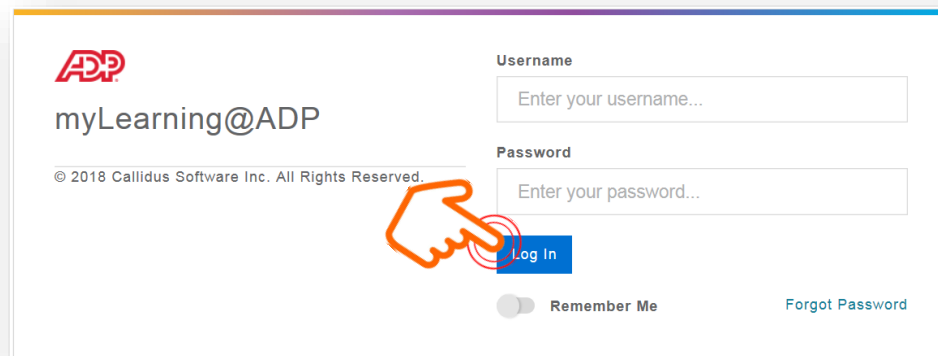 ADP
myLearning@ADP
© 2018 Callidus Software Inc. All Rights Reserved.
Username
Enter your username...
Password
Enter your password...
Log In
Remember Me
Forgot Password